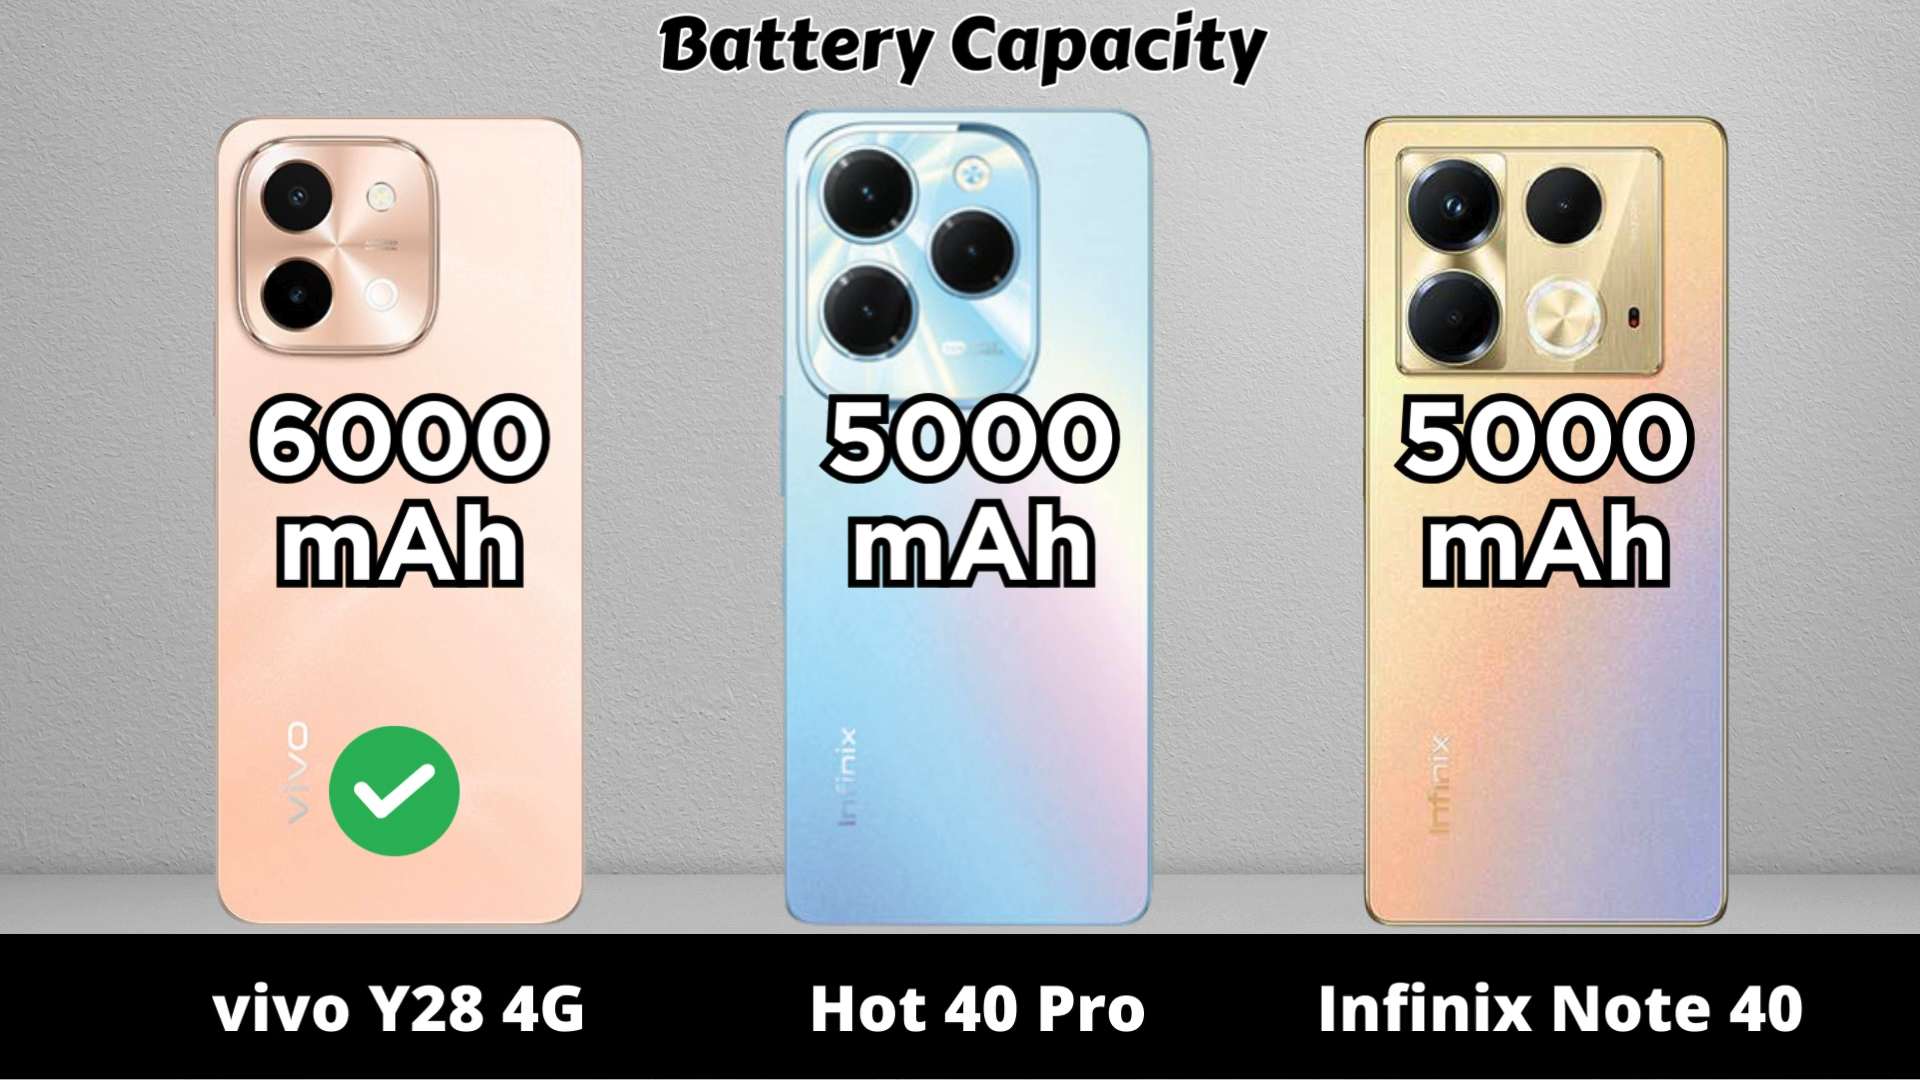 Battery Capacity
6000
mAh
5000
mAh
5000
mAh
vivo
Infinix
Infinix
vivo Y28 4G
Hot 40 Pro
Infinix Note 40